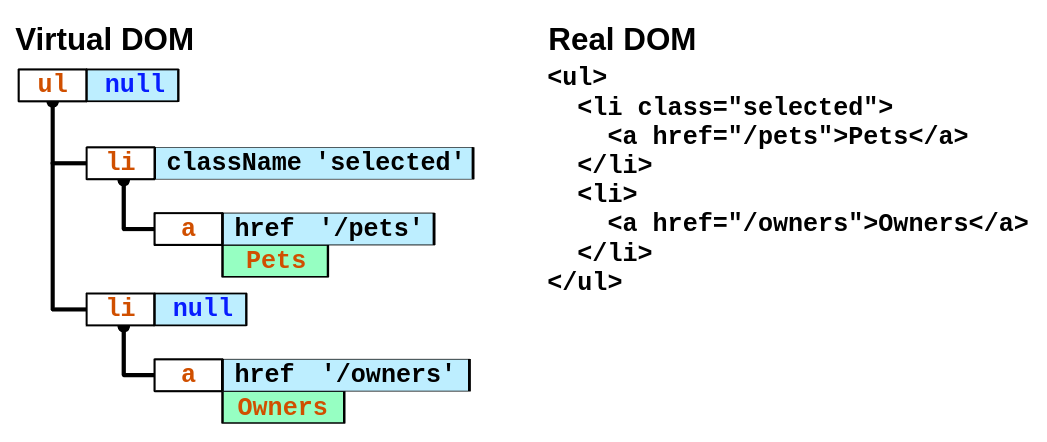 Virtual DOM
ul null
li className 'selected'
a href '/pets'
Pets
li null
a href '/owners'
Owners
Real DOM
<ul>
  <li class="selected">
    <a href="/pets">Pets</a>
  </li>
  <li>
    <a href="/owners">Owners</a>
  </li>
</ul>